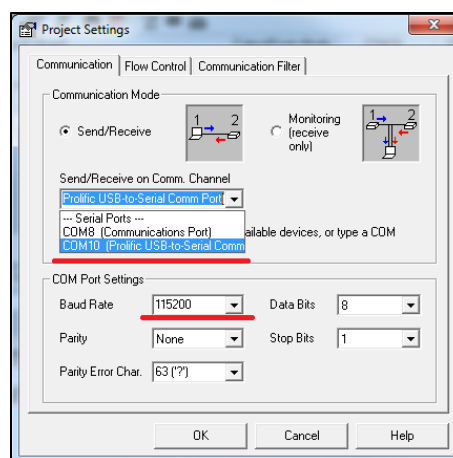 Project Settings
Communication Flow Control Communication Filter
Communication Mode
Send/Receive
1 2
Monitoring (receive only)
1 2
Send/Receive on Comm. Channel
Prolific USB-to-Serial Comm Port
--- Serial Ports ---
COM8 (Communications Port)
COM10 (Prolific USB-to-Serial Comm
ailable devices, or type a COM
COM Port Settings
Baud Rate 115200 Data Bits 8
Parity None Stop Bits 1
Parity Error Char. 63 ('?')
OK Cancel Help